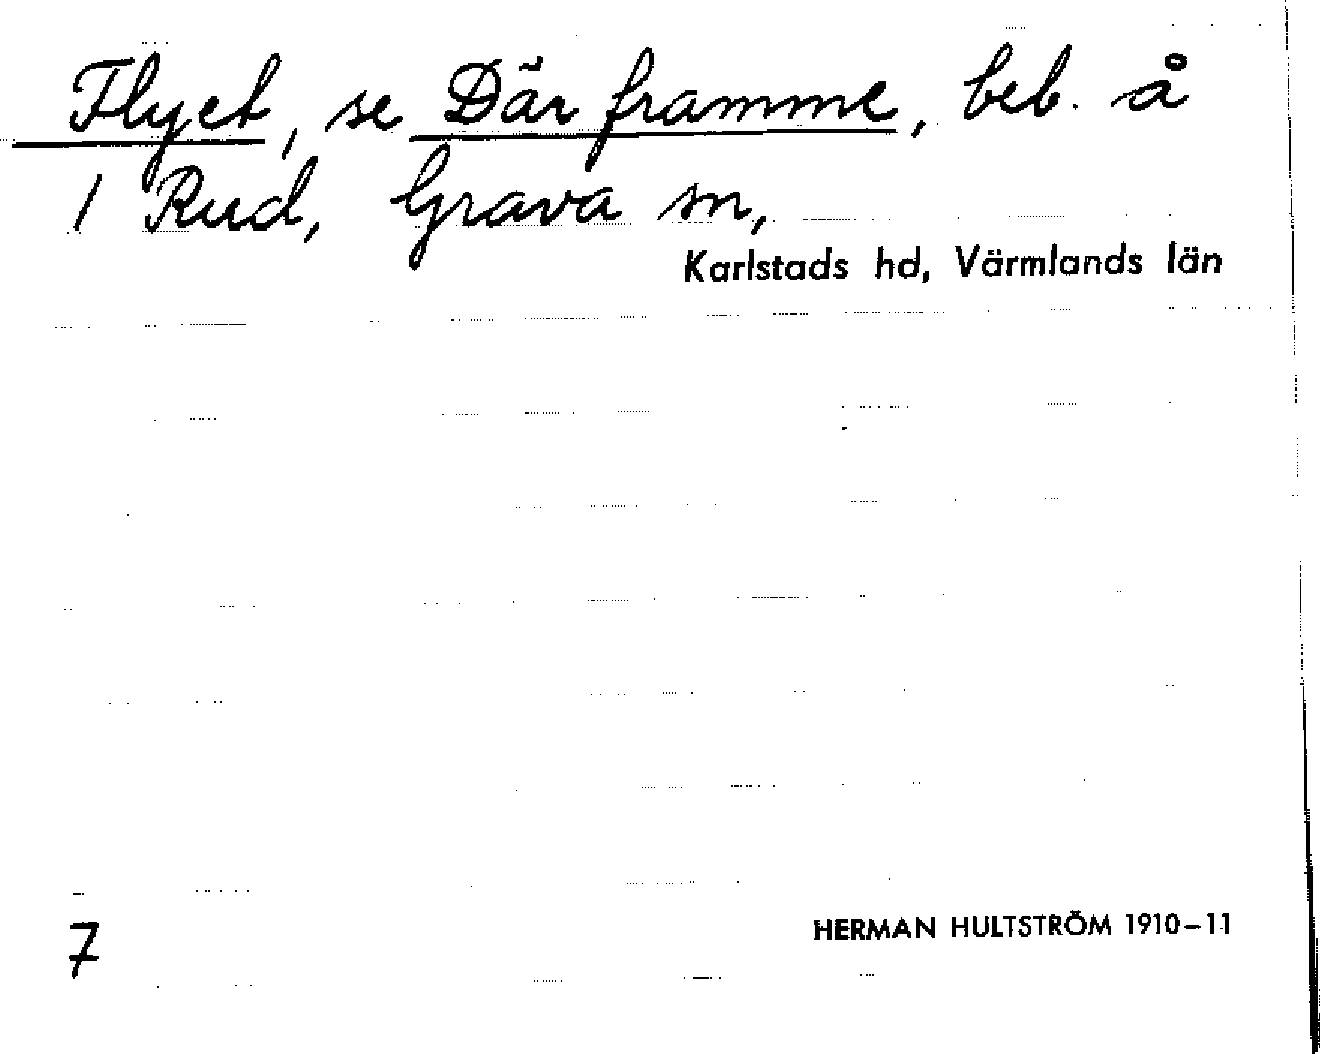 Flyet, se Där framme, beb. å
1 Rud, Grava sn,
Karlstads hd, Värmlands län
7
HERMAN HULTSTRÖM 1910–11